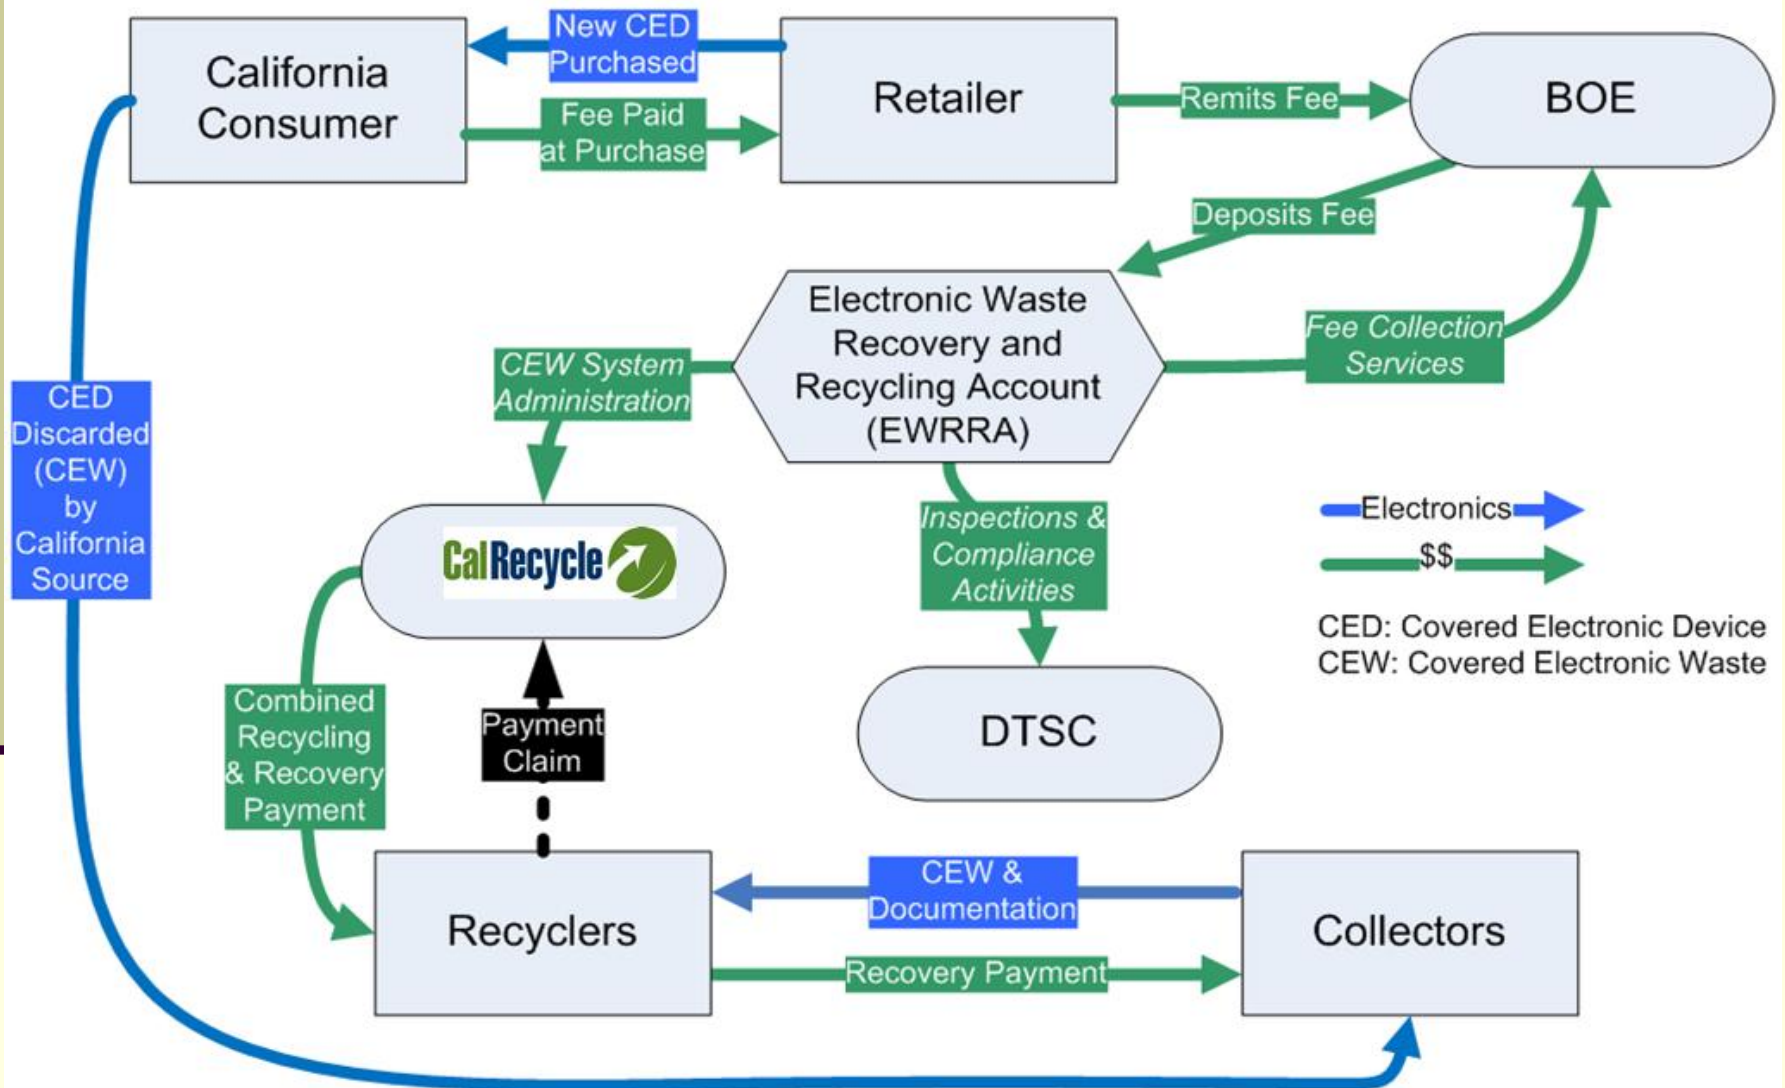 California
Consumer
New CED
Purchased
Fee Paid
at Purchase
Retailer
Remits Fee
BOE
Deposits Fee
Electronic Waste
Recovery and
Recycling Account
(EWRRA)
Fee Collection
Services
CEW System
Administration
CED
Discarded
(CEW)
by
California
Source
CalRecycle
Inspections &
Compliance
Activities
Electronics
$$
CED: Covered Electronic Device
CEW: Covered Electronic Waste
Combined
Recycling
& Recovery
Payment
Payment
Claim
DTSC
Recyclers
CEW &
Documentation
Recovery Payment
Collectors